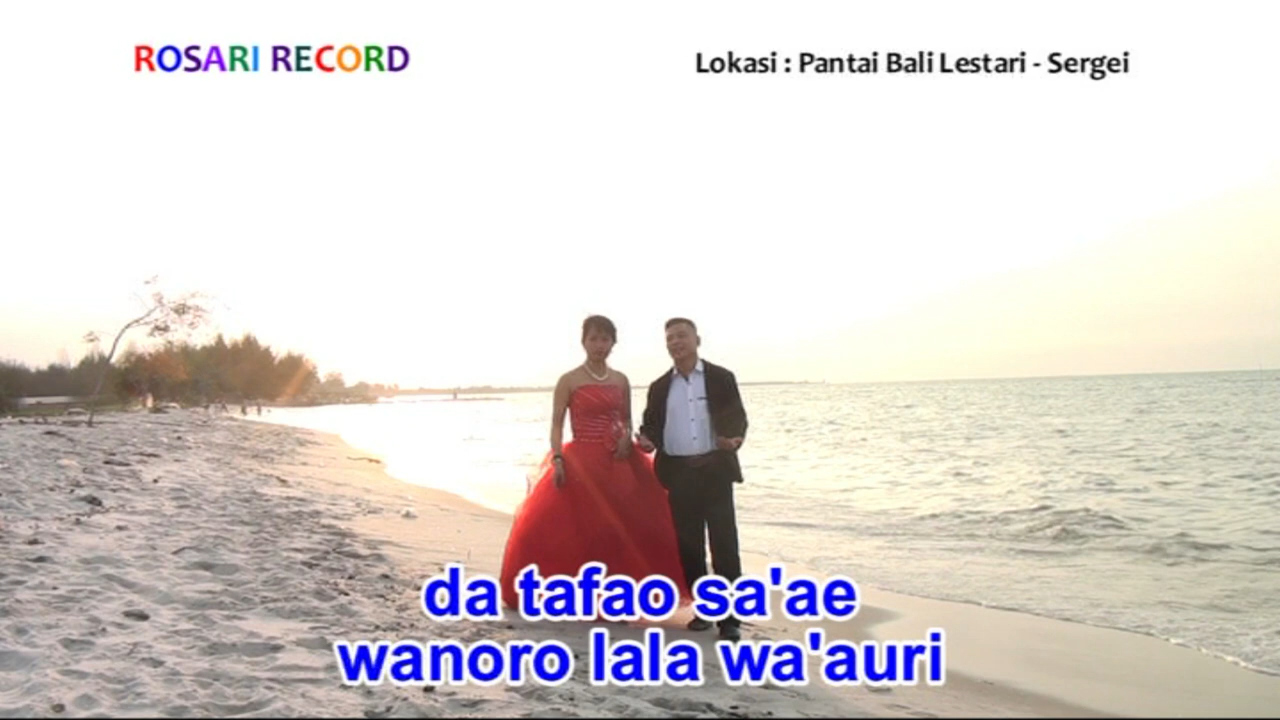 ROSARI RECORD
Lokasi : Pantai Bali Lestari - Sergei
da tafao sa'ae
wanoro lala wa'auri